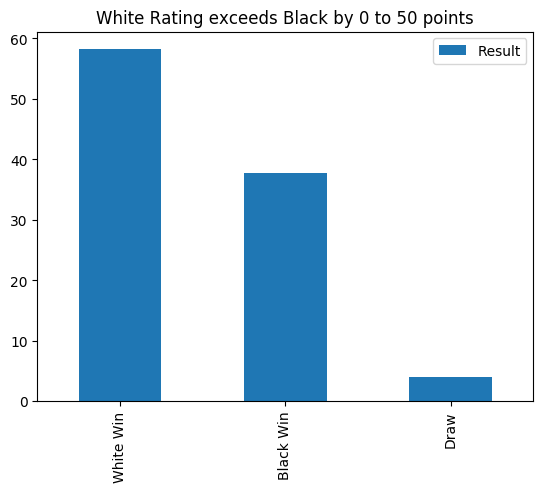 White Rating exceeds Black by 0 to 50 points
Result
60
50
40
30
20
10
0
White Win
Black Win
Draw